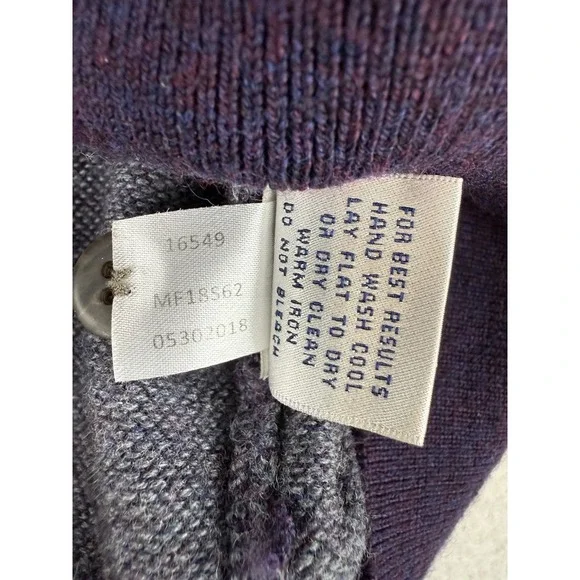 16549
MF18S62
05302018
FOR BEST RESULTS
HAND WASH COOL
LAY FLAT TO DRY
OR DRY CLEAN
WARM IRON
DO NOT BLEACH